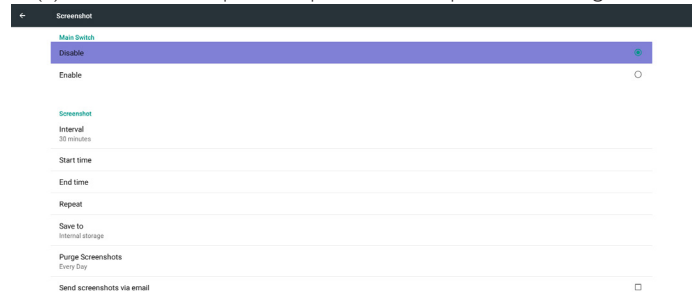 Screenshot
Main Switch
Disable
Enable
Screenshot
Interval
30 minutes
Start time
End time
Repeat
Save to
Internal storage
Purge Screenshots
Every Day
Send screenshots via email